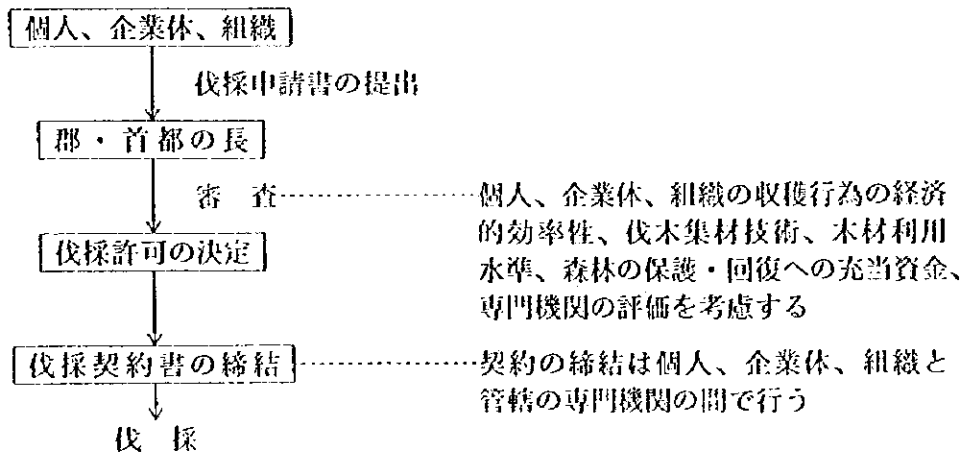 個人、企業体、組織
伐採申請書の提出
郡・首都の長
審 査
個人、企業体、組織の収穫行為の経済
的効率性、伐木集材技術、木材利用
水準、森林の保護・回復への充当資金、
専門機関の評価を考慮する
伐採許可の決定
伐採契約書の締結
契約の締結は個人、企業体、組織と
管轄の専門機関の間で行う
伐 採